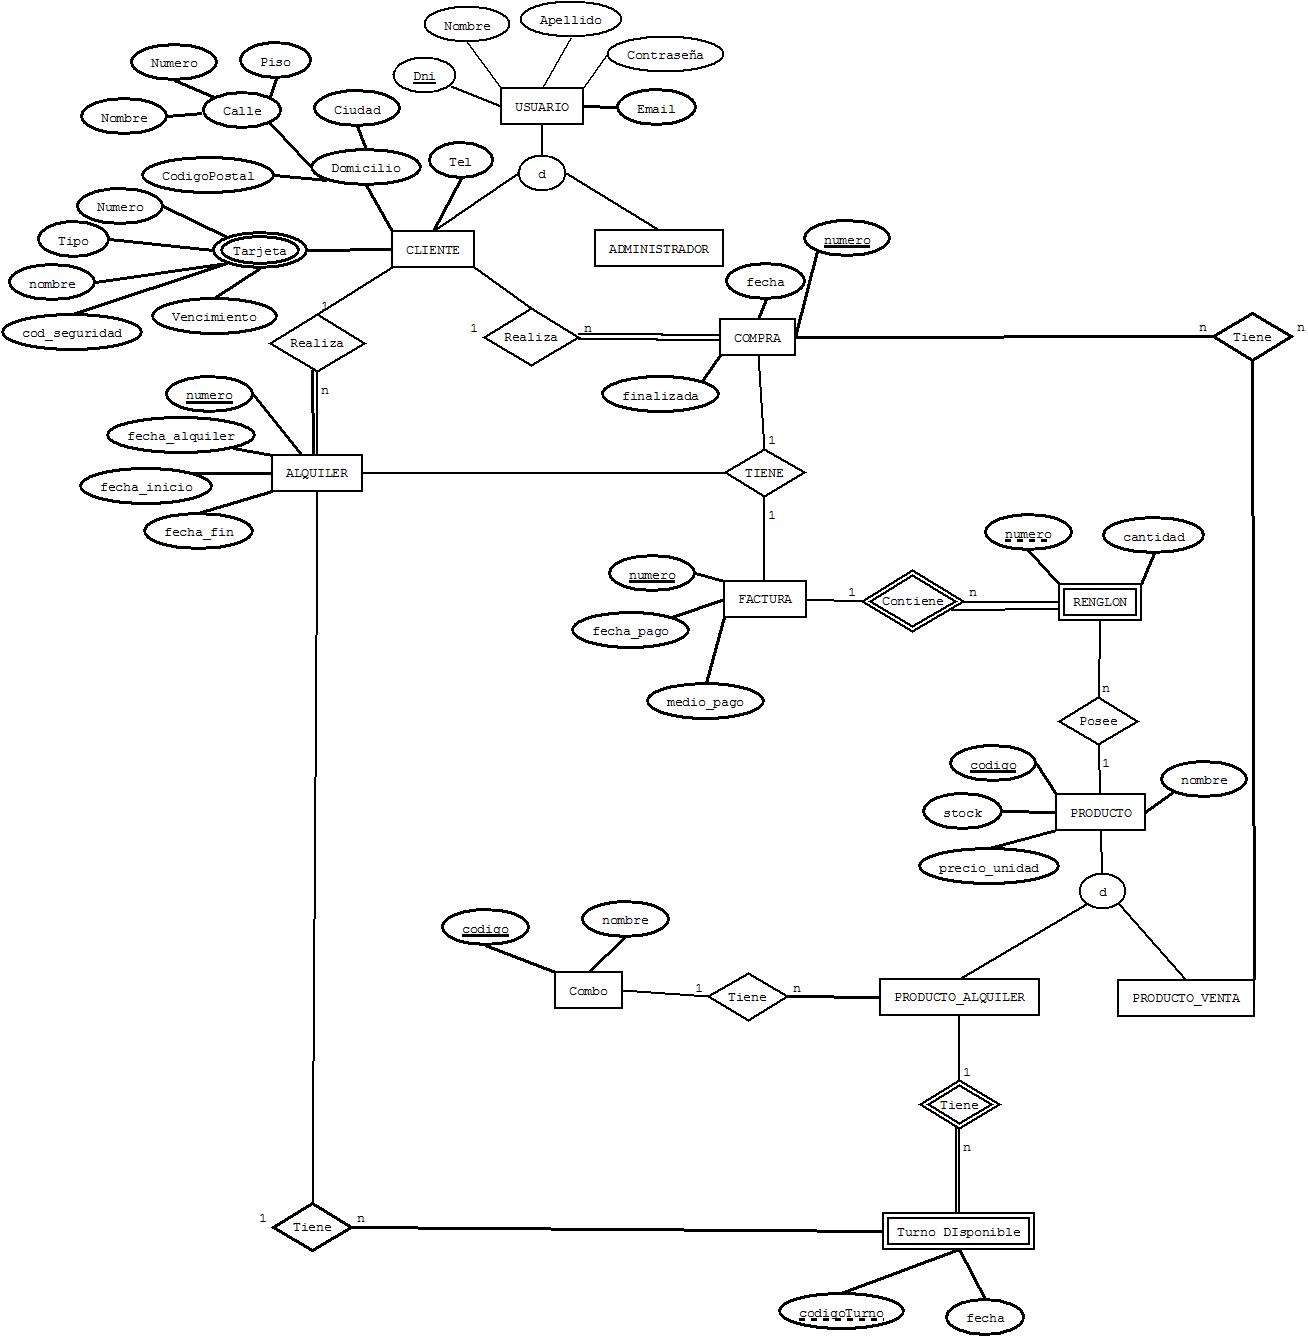 Nombre
Apellido
Contraseña
Dni
USUARIO
Email
Numero
Piso
Nombre
Calle
Ciudad
CodigoPostal
Domicilio
Tel
d
Numero
Tipo
Tarjeta
CLIENTE
ADMINISTRADOR
nombre
cod_seguridad
Vencimiento
numero
fecha
1
Realiza
1
Realiza
n
COMPRA
n
Tiene
n
finalizada
n
numero
fecha_alquiler
fecha_inicio
fecha_fin
ALQUILER
1
TIENE
1
numero
cantidad
numero
FACTURA
1
Contiene
n
RENGLON
fecha_pago
medio_pago
n
Posee
1
codigo
nombre
stock
PRODUCTO
precio_unidad
d
codigo
nombre
Combo
1
Tiene
n
PRODUCTO_ALQUILER
PRODUCTO_VENTA
1
Tiene
n
1
Tiene
n
Turno DIsponible
codigoTurno
fecha